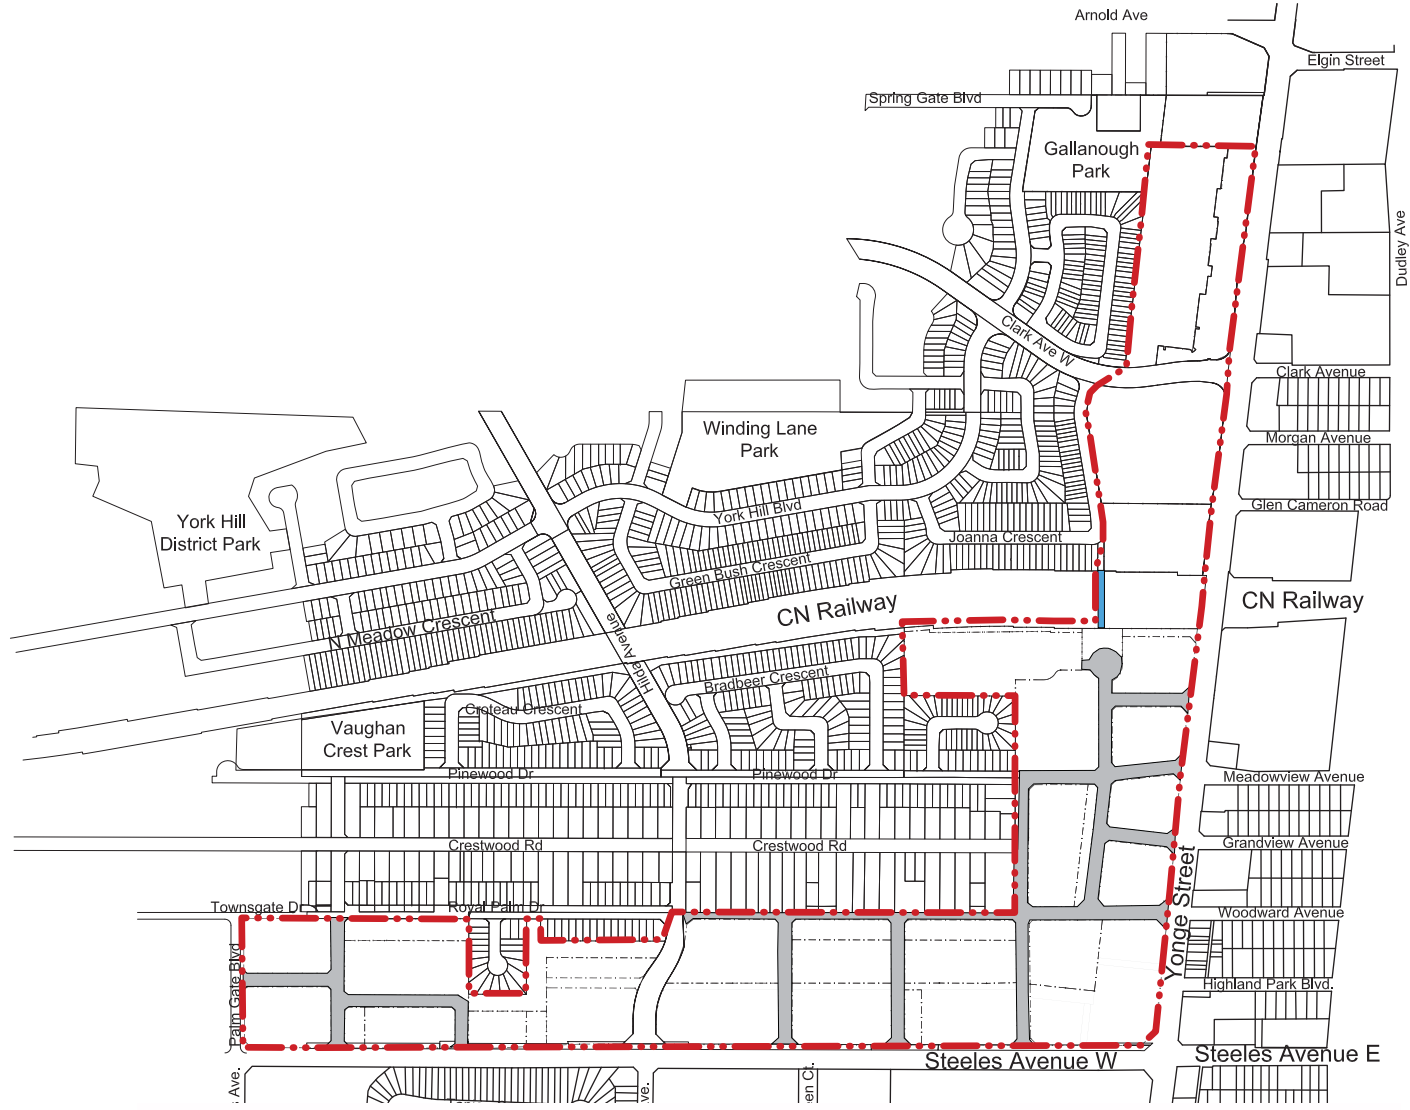 Arnold Ave
Elgin Street
Spring Gate Blvd
Gallanough
Park
Dudley Ave
Clark Ave W
Clark Avenue
Winding Lane
Park
Morgan Avenue
York Hill
District Park
York Hill Blvd
Glen Cameron Road
Joanna Crescent
Green Bush Crescent
CN Railway
CN Railway
N Meadow Crescent
Hilda Avenue
Bradbeer Crescent
Croteau Crescent
Vaughan
Crest Park
Pinewood Dr
Pinewood Dr
Meadowview Avenue
Crestwood Rd
Crestwood Rd
Grandview Avenue
Yonge Street
Townsgate Dr
Royal Palm Dr
Woodward Avenue
Palm Gate Blvd
Highland Park Blvd.
Steeles Avenue W
Steeles Avenue E
Ave.